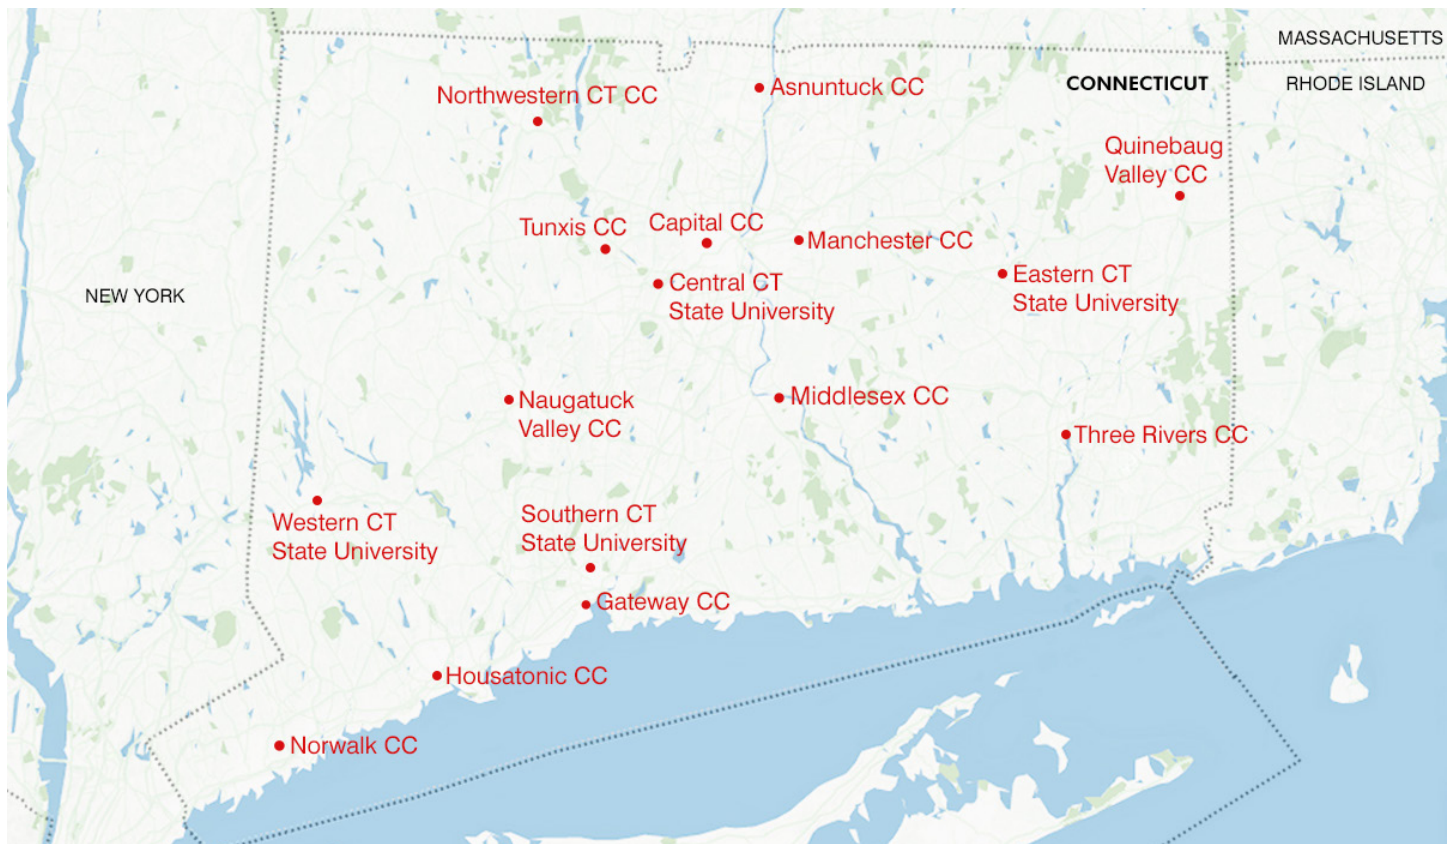 MASSACHUSETTS
CONNECTICUT
RHODE ISLAND
Asnuntuck CC
Northwestern CT CC
Quinebaug
Valley CC
Tunxis CC
Capital CC
Manchester CC
Central CT
State University
Eastern CT
State University
NEW YORK
Naugatuck
Valley CC
Middlesex CC
Three Rivers CC
Western CT
State University
Southern CT
State University
Gateway CC
Housatonic CC
Norwalk CC